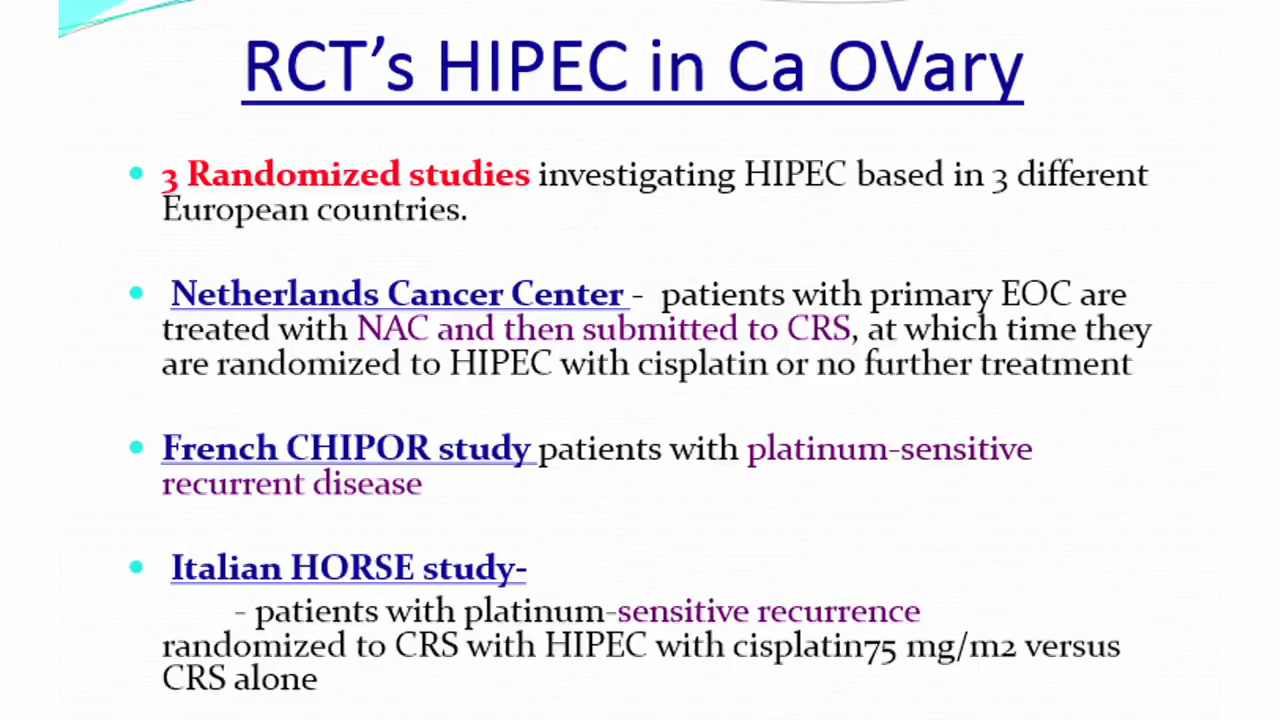 RCT’s HIPEC in Ca OVary
• 3 Randomized studies investigating HIPEC based in 3 different
European countries.
• Netherlands Cancer Center - patients with primary EOC are
treated with NAC and then submitted to CRS, at which time they
are randomized to HIPEC with cisplatin or no further treatment
• French CHIPOR study patients with platinum-sensitive
recurrent disease
• Italian HORSE study-
- patients with platinum-sensitive recurrence
randomized to CRS with HIPEC with cisplatin75 mg/m2 versus
CRS alone